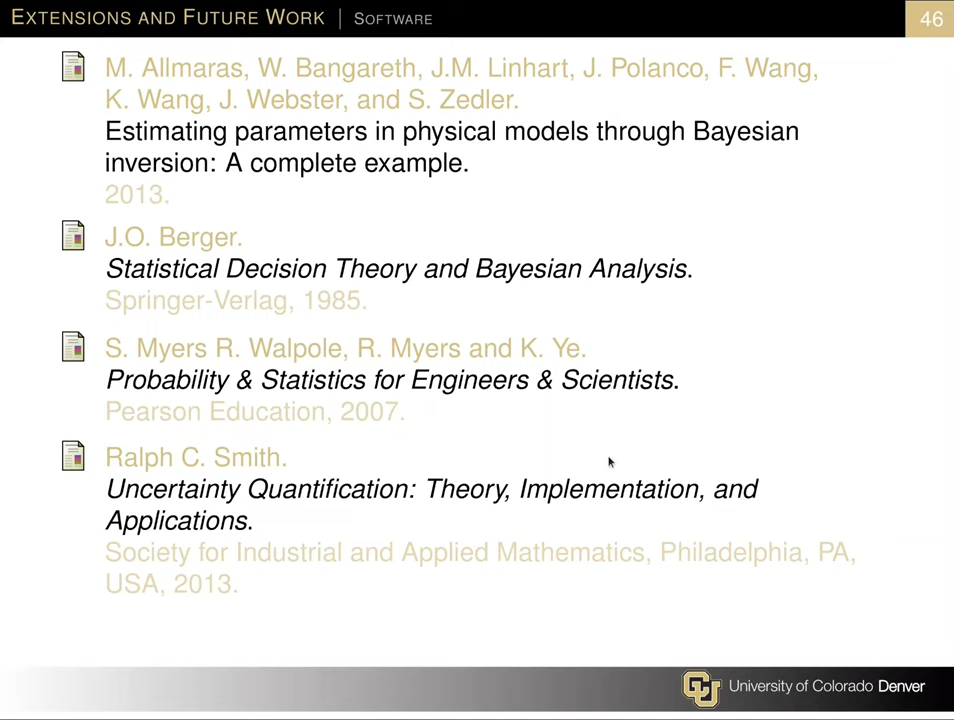 EXTENSIONS AND FUTURE WORK | SOFTWARE 46
M. Allmaras, W. Bangareth, J.M. Linhart, J. Polanco, F. Wang,
K. Wang, J. Webster, and S. Zedler.
Estimating parameters in physical models through Bayesian
inversion: A complete example.
2013.
J.O. Berger.
Statistical Decision Theory and Bayesian Analysis.
Springer-Verlag, 1985.
S. Myers R. Walpole, R. Myers and K. Ye.
Probability & Statistics for Engineers & Scientists.
Pearson Education, 2007.
Ralph C. Smith.
Uncertainty Quantification: Theory, Implementation, and
Applications.
Society for Industrial and Applied Mathematics, Philadelphia, PA,
USA, 2013.
CU University of Colorado Denver